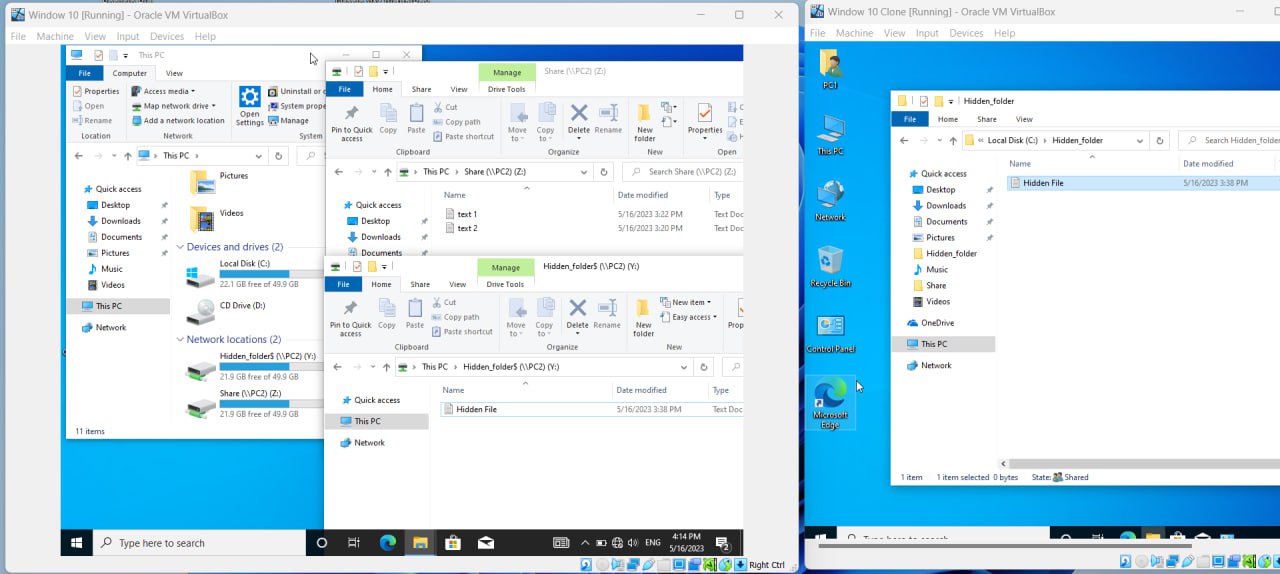 Window 10 [Running] - Oracle VM VirtualBox
File Machine View Input Devices Help
This PC
File Computer View
Properties
Open
Rename
Location
Access media
Map network drive
Add a network location
Network
Open Settings
Uninstall or c
System prope
Manage
System
This PC
Quick access
Desktop
Downloads
Documents
Pictures
Music
Videos
This PC
Network
Pictures
Videos
Devices and drives (2)
Local Disk (C:)
22.1 GB free of 49.9 GB
CD Drive (D:)
Network locations (2)
Hidden_folder$ (\\PC2) (Y:)
21.9 GB free of 49.9 GB
Share (\\PC2) (Z:)
21.9 GB free of 49.9 GB
11 items
Manage Share (\\PC2) (Z:)
File Home Share View Drive Tools
Pin to Quick access
Copy
Paste
Cut
Copy path
Paste shortcut
Clipboard
Move to
Copy to
Delete
Rename
Organize
New folder
New
Properties
Open
This PC Share (\\PC2) (Z:)
Search Share (\\PC2) (Z:)
Quick access
Desktop
Downloads
Documents
Name Date modified Type
text 1 5/16/2023 3:22 PM Text Doc
text 2 5/16/2023 3:20 PM Text Doc
Manage Hidden_folder$ (\\PC2) (Y:)
File Home Share View Drive Tools
Pin to Quick access
Copy
Paste
Cut
Copy path
Paste shortcut
Clipboard
Move to
Copy to
Delete
Rename
Organize
New folder
New item
Easy access
New
Prop
This PC Hidden_folder$ (\\PC2) (Y:)
Quick access
This PC
Network
Name Date modified Type
Hidden File 5/16/2023 3:38 PM Text Doc
Type here to search
ENG
4:14 PM
5/16/2023
2
Right Ctrl
Window 10 Clone [Running] - Oracle VM VirtualBox
File Machine View Input Devices Help
PC1
This PC
Network
Recycle Bin
Control Panel
Microsoft Edge
Hidden_folder
File Home Share View
« Local Disk (C:) Hidden_folder
Search Hidden_folder
Quick access
Desktop
Downloads
Documents
Pictures
Hidden_folder
Music
Share
Videos
OneDrive
This PC
Network
Name Date modified
Hidden File 5/16/2023 3:38 PM
1 item 1 item selected 0 bytes State: Shared
Type here to search